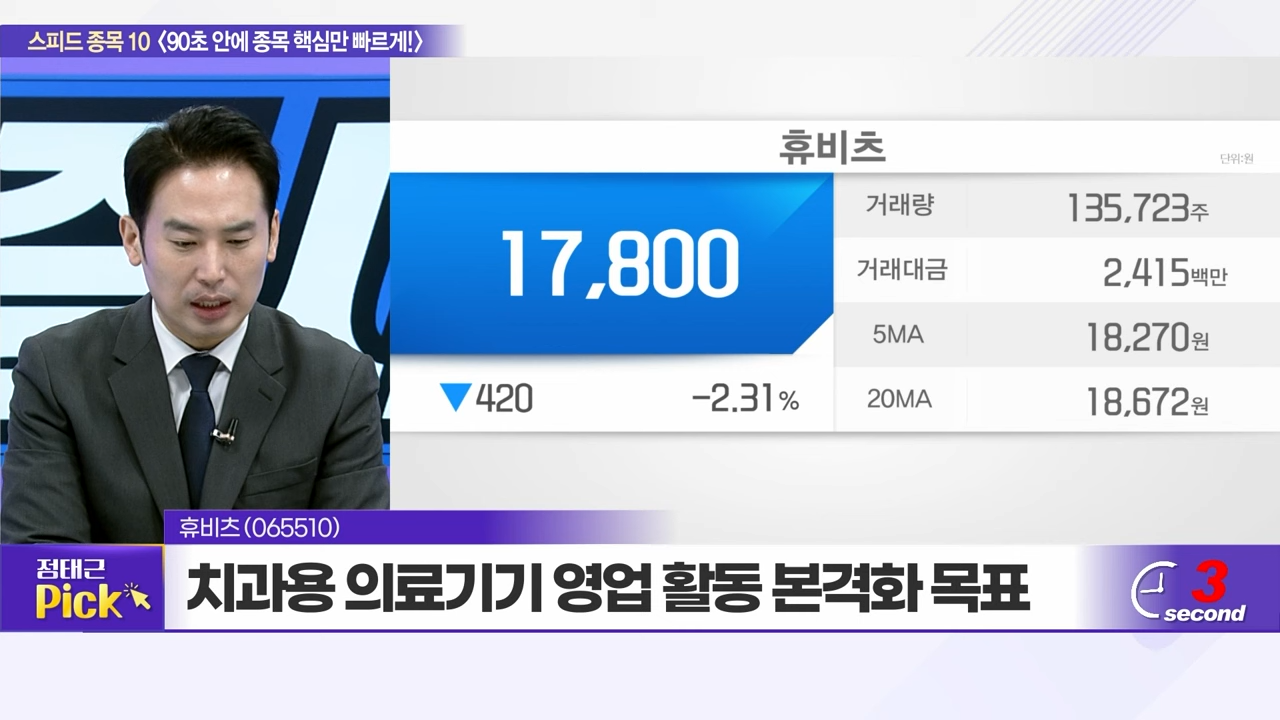 스피드 종목 10 〈90초 안에 종목 핵심만 빠르게!〉
휴비츠
단위:원
17,800
▼420 -2.31%
거래량 135,723주
거래대금 2,415백만
5MA 18,270원
20MA 18,672원
휴비츠(065510)
정태근
Pick
치과용 의료기기 영업 활동 본격화 목표
3
second